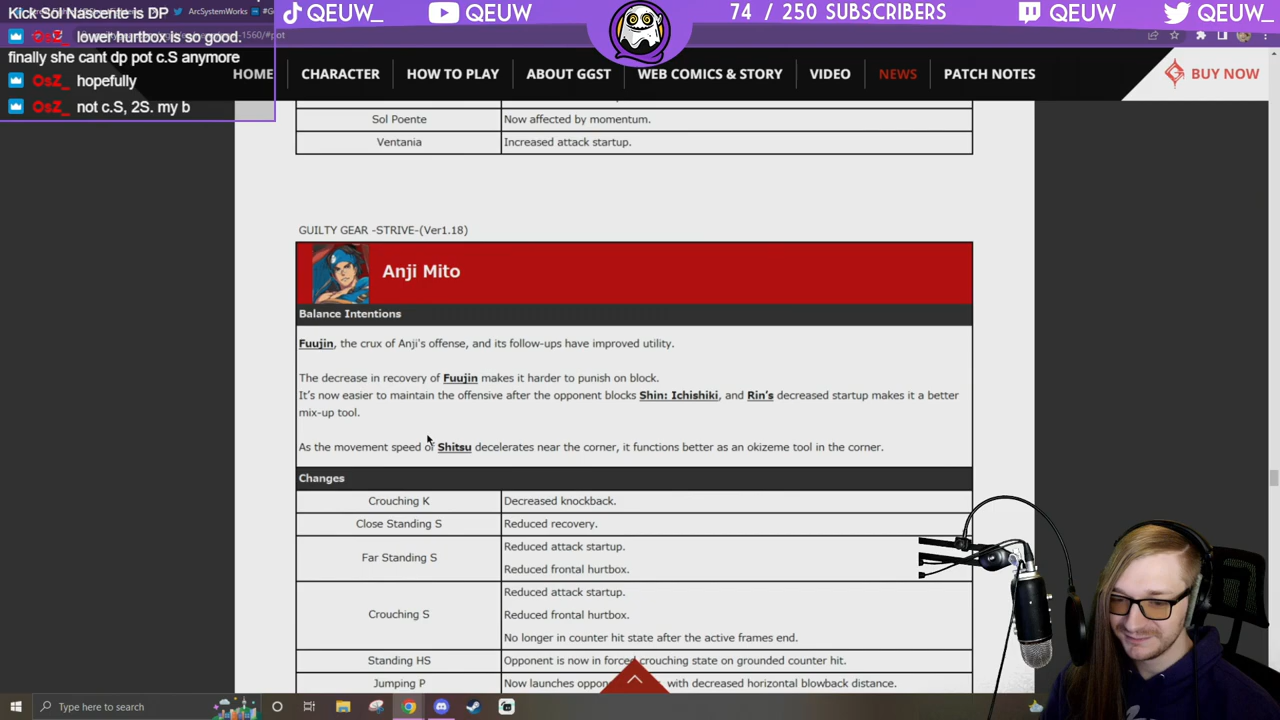 Kick Sol Nascente is DP
ArcSystemWorks
QEUW_
QEUW_
74 / 250 SUBSCRIBERS
QEUW
QEUW_
OsZ_ lower hurtbox is so good.
finally she cant dp pot c.S anymore
OsZ_ hopefully
OsZ_ not c.S, 2S. my b
1560/#pot
HOME
CHARACTER
HOW TO PLAY
ABOUT GGST
WEB COMICS & STORY
VIDEO
NEWS
PATCH NOTES
BUY NOW
Sol Poente Now affected by momentum.
Ventania Increased attack startup.
GUILTY GEAR -STRIVE-(Ver1.18)
Anji Mito
Balance Intentions
Fuujin, the crux of Anji's offense, and its follow-ups have improved utility.
The decrease in recovery of Fuujin makes it harder to punish on block.
It's now easier to maintain the offensive after the opponent blocks Shin: Ichishiki, and Rin's decreased startup makes it a better
mix-up tool.
As the movement speed of Shitsu decelerates near the corner, it functions better as an okizeme tool in the corner.
Changes
Crouching K Decreased knockback.
Close Standing S Reduced recovery.
Far Standing S
Reduced attack startup.
Reduced frontal hurtbox.
Crouching S
Reduced attack startup.
Reduced frontal hurtbox.
No longer in counter hit state after the active frames end.
Standing HS Opponent is now in forced crouching state on grounded counter hit.
Jumping P Now launches with decreased horizontal blowback distance.
Type here to search